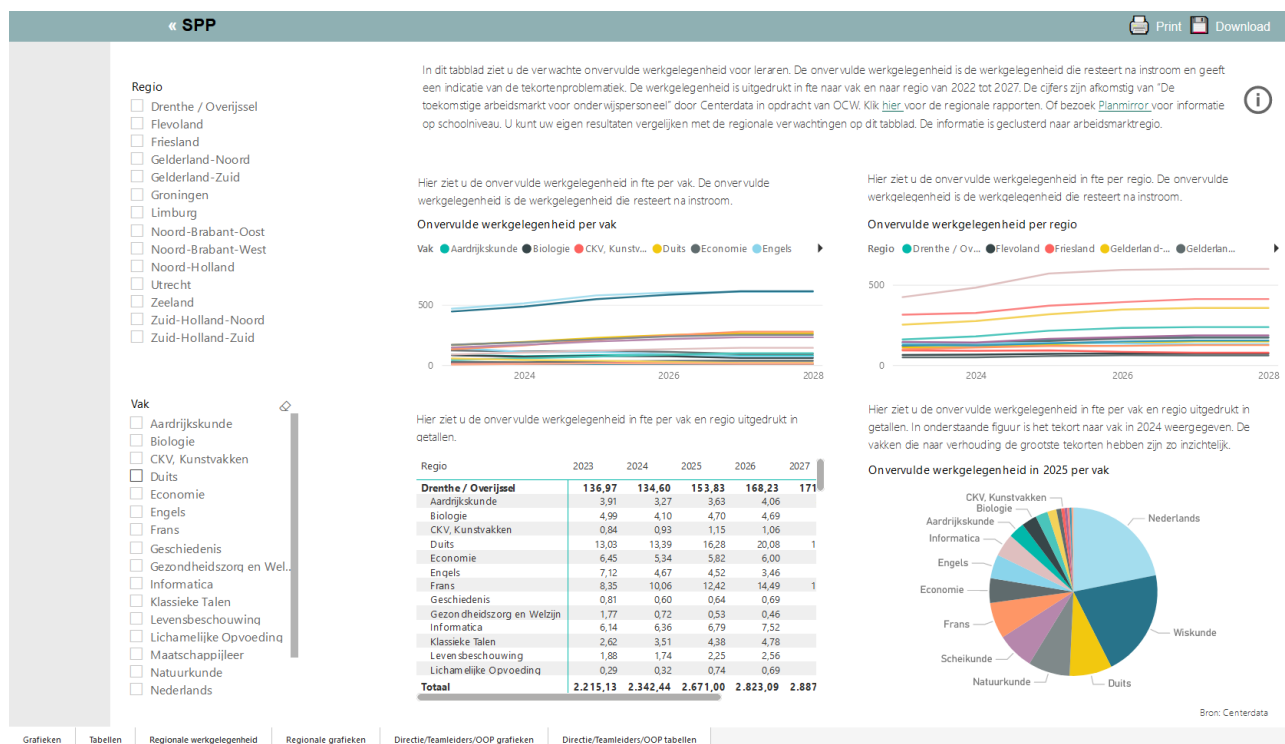 « SPP
Print Download
In dit tabblad ziet u de verwachte onvervulde werkgelegenheid voor leraren. De onvervulde werkgelegenheid is de werkgelegenheid die resteert na instroom en geeft
een indicatie van de tekortenproblematiek. De werkgelegenheid is uitgedrukt in fte naar vak en naar regio van 2022 tot 2027. De cijfers zijn afkomstig van "De
toekomstige arbeidsmarkt voor onderwijspersoneel" door Centerdata in opdracht van OCW. Klik hier voor de regionale rapporten. Of bezoek Planmirror voor informatie
op schoolniveau. U kunt uw eigen resultaten vergelijken met de regionale verwachtingen op dit tabblad. De informatie is geclusterd naar arbeidsmarktregio.
Regio
Drenthe / Overijssel
Flevoland
Friesland
Gelderland-Noord
Gelderland-Zuid
Groningen
Limburg
Noord-Brabant-Oost
Noord-Brabant-West
Noord-Holland
Utrecht
Zeeland
Zuid-Holland-Noord
Zuid-Holland-Zuid
Vak
Aardrijkskunde
Biologie
CKV, Kunstvakken
Duits
Economie
Engels
Frans
Geschiedenis
Gezondheidszorg en Wel..
Informatica
Klassieke Talen
Levensbeschouwing
Lichamelijke Opvoeding
Maatschappijleer
Natuurkunde
Nederlands
Hier ziet u de onvervulde werkgelegenheid in fte per vak. De onvervulde
werkgelegenheid is de werkgelegenheid die resteert na instroom.
Onvervulde werkgelegenheid per vak
Vak Aardrijkskunde Biologie CKV, Kunstv... Duits Economie Engels
500
0
2024 2026 2028
Hier ziet u de onvervulde werkgelegenheid in fte per regio. De onvervulde
werkgelegenheid is de werkgelegenheid die resteert na instroom.
Onvervulde werkgelegenheid per regio
Regio Drenthe / Ov... Flevoland Friesland Gelderland-... Gelderlan...
500
0
2024 2026 2028
Hier ziet u de onvervulde werkgelegenheid in fte per vak en regio uitgedrukt in
getallen.
Regio 2023 2024 2025 2026 2027
Drenthe / Overijssel 136,97 134,60 153,83 168,23 171
Aardrijkskunde 3,91 3,27 3,63 4,06
Biologie 4,99 4,10 4,70 4,69
CKV, Kunstvakken 0,84 0,93 1,15 1,06
Duits 13,03 13,39 16,28 20,08 1
Economie 6,45 5,34 5,82 6,00
Engels 7,12 4,67 4,52 3,46
Frans 8,35 10,06 12,42 14,49 1
Geschiedenis 0,81 0,60 0,64 0,69
Gezondheidszorg en Welzijn 1,77 0,72 0,53 0,46
Informatica 6,14 6,36 6,79 7,52
Klassieke Talen 2,62 3,51 4,38 4,78
Levensbeschouwing 1,88 1,74 2,25 2,56
Lichamelijke Opvoeding 0,29 0,32 0,74 0,69
Totaal 2.215,13 2.342,44 2.671,00 2.823,09 2.887
Hier ziet u de onvervulde werkgelegenheid in fte per vak en regio uitgedrukt in
getallen. In onderstaande figuur is het tekort naar vak in 2024 weergegeven. De
vakken die naar verhouding de grootste tekorten hebben zijn zo inzichtelijk.
Onvervulde werkgelegenheid in 2025 per vak
CKV, Kunstvakken
Biologie
Aardrijkskunde
Informatica
Engels
Economie
Frans
Scheikunde
Natuurkunde
Duits
Wiskunde
Nederlands
Bron: Centerdata
Grafieken Tabellen Regionale werkgelegenheid Regionale grafieken Directie/Teamleiders/OOP grafieken Directie/Teamleiders/OOP tabellen